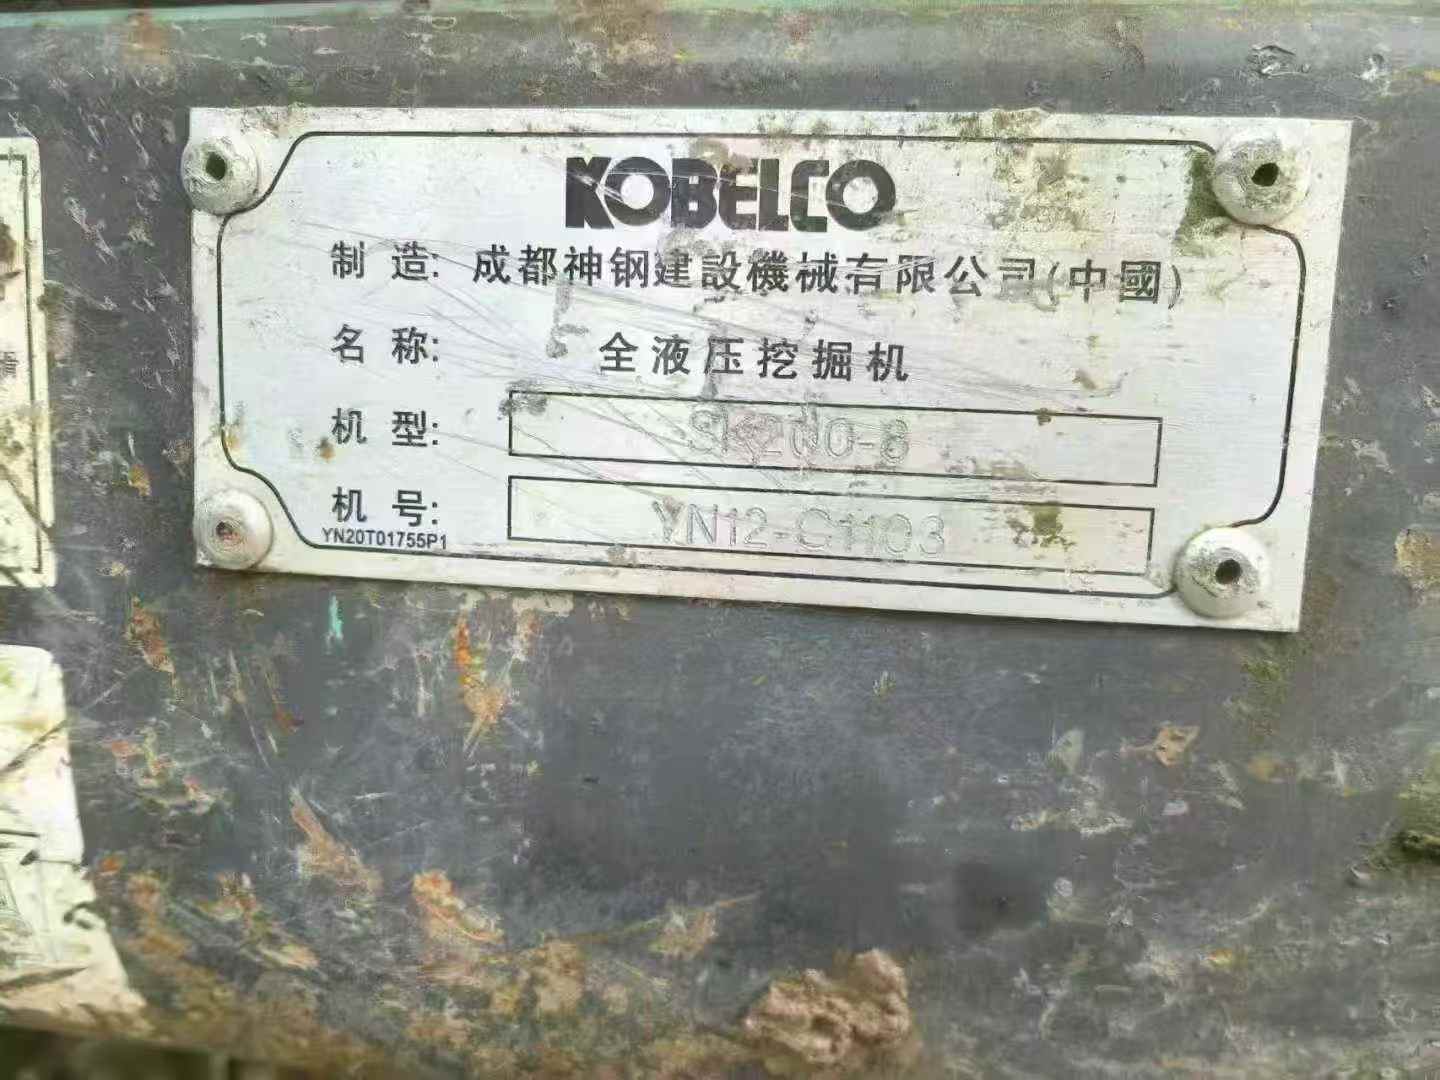 KOBELCO
制 造: 成都神钢建設機械有限公司(中國)
名 称: 全液压挖掘机
机 型: SK200-8
机 号: YN12-C1103
YN20T01755P1